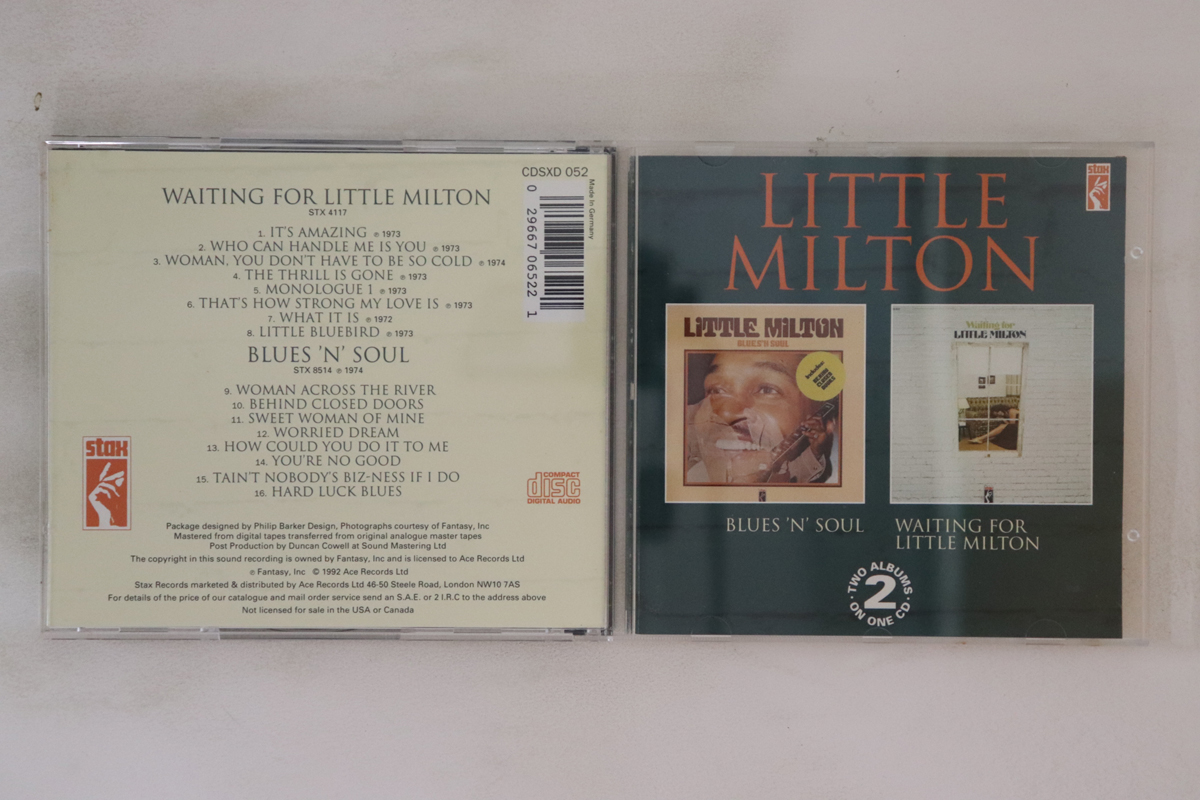 CDSXD 052
Made In Germany
0 29667 06522 1
WAITING FOR LITTLE MILTON
STX 4117
1. IT'S AMAZING ℗ 1973
2. WHO CAN HANDLE ME IS YOU ℗ 1973
3. WOMAN, YOU DON'T HAVE TO BE SO COLD ℗ 1974
4. THE THRILL IS GONE ℗ 1973
5. MONOLOGUE 1 ℗ 1973
6. THAT'S HOW STRONG MY LOVE IS ℗ 1973
7. WHAT IT IS ℗ 1972
8. LITTLE BLUEBIRD ℗ 1973
BLUES 'N' SOUL
STX 8514 ℗ 1974
9. WOMAN ACROSS THE RIVER
10. BEHIND CLOSED DOORS
11. SWEET WOMAN OF MINE
12. WORRIED DREAM
13. HOW COULD YOU DO IT TO ME
14. YOU'RE NO GOOD
15. TAIN'T NOBODY'S BIZ-NESS IF I DO
16. HARD LUCK BLUES
stax
COMPACT
disc
DIGITAL AUDIO
Package designed by Philip Barker Design, Photographs courtesy of Fantasy, Inc
Mastered from digital tapes transferred from original analogue master tapes
Post Production by Duncan Cowell at Sound Mastering Ltd
The copyright in this sound recording is owned by Fantasy, Inc and is licensed to Ace Records Ltd
℗ Fantasy, Inc © 1992 Ace Records Ltd
Stax Records marketed & distributed by Ace Records Ltd 46-50 Steele Road, London NW10 7AS
For details of the price of our catalogue and mail order service send an S.A.E. or 2 I.R.C to the address above
Not licensed for sale in the USA or Canada
stax
LITTLE
MILTON
LITTLE MILTON
BLUES 'N SOUL
Includes:
BEHIND
CLOSED
DOORS
Waiting for
LITTLE MILTON
BLUES 'N' SOUL
WAITING FOR
LITTLE MILTON
TWO ALBUMS
2
ON ONE CD